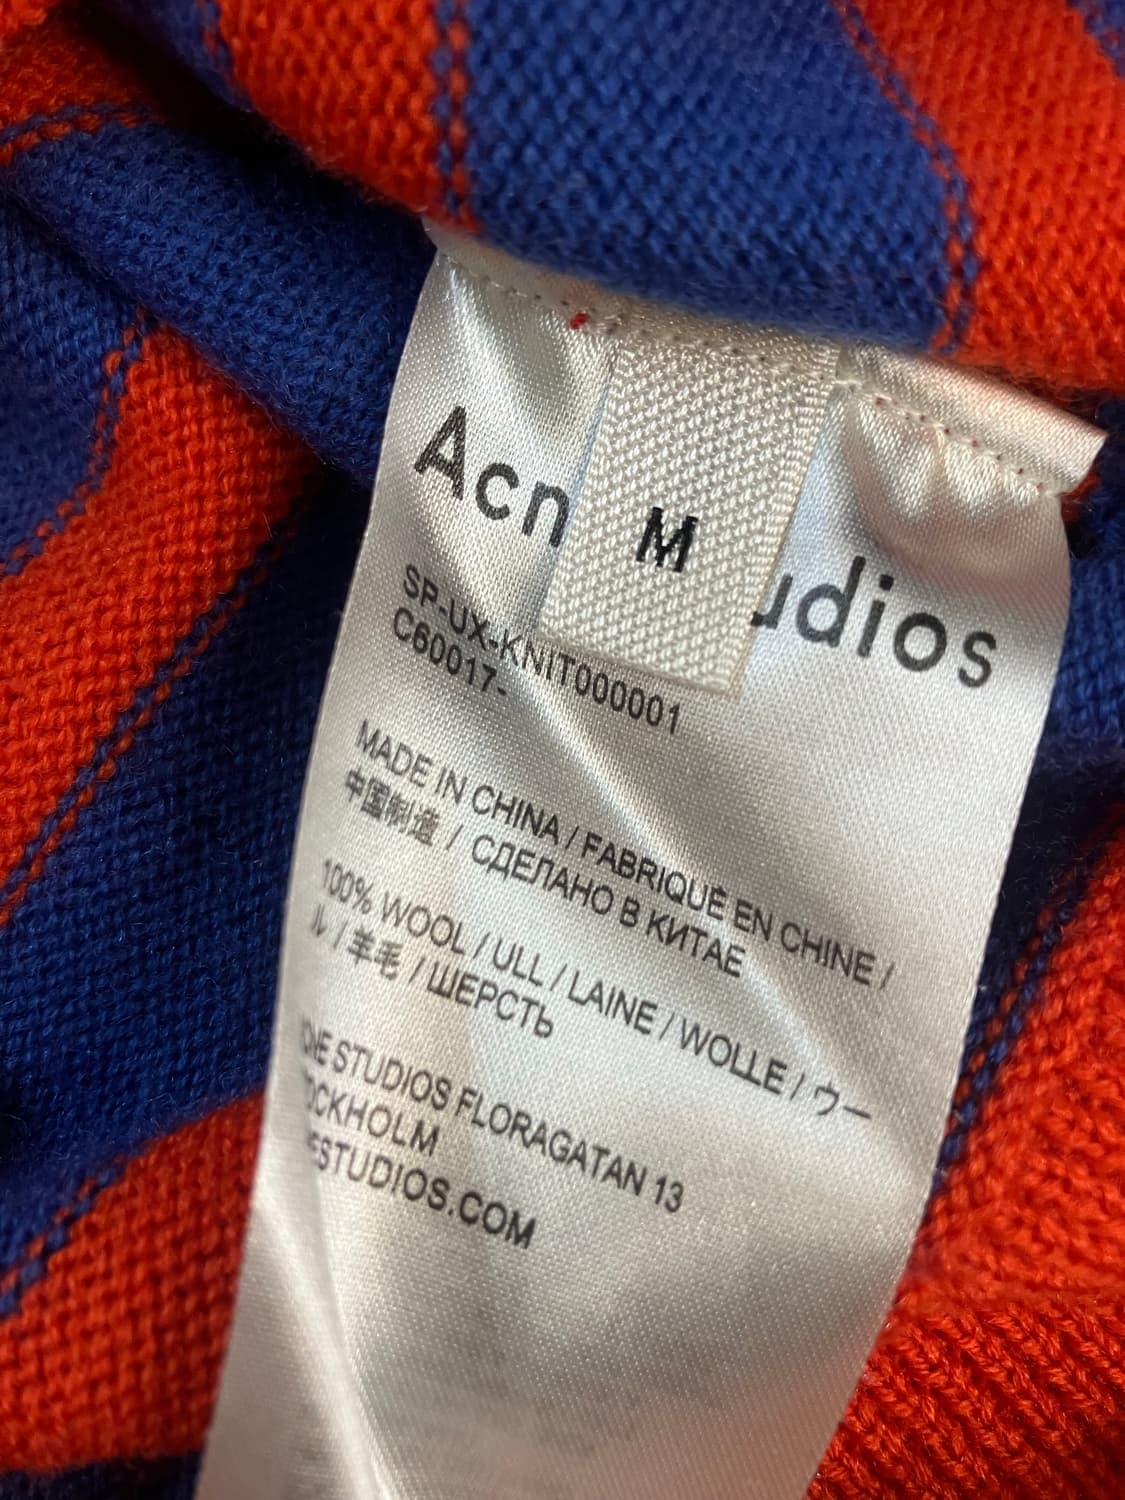 Acn udios
M
SP-UX-KNIT000001
C60017-
MADE IN CHINA / FABRIQUÉ EN CHINE /
中国制造 / СДЕЛАНО В КИТАЕ
100% WOOL / ULL / LAINE / WOLLE / ウー
ル / 羊毛 / ШЕРСТЬ
NE STUDIOS FLORAGATAN 13
OCKHOLM
ESTUDIOS.COM